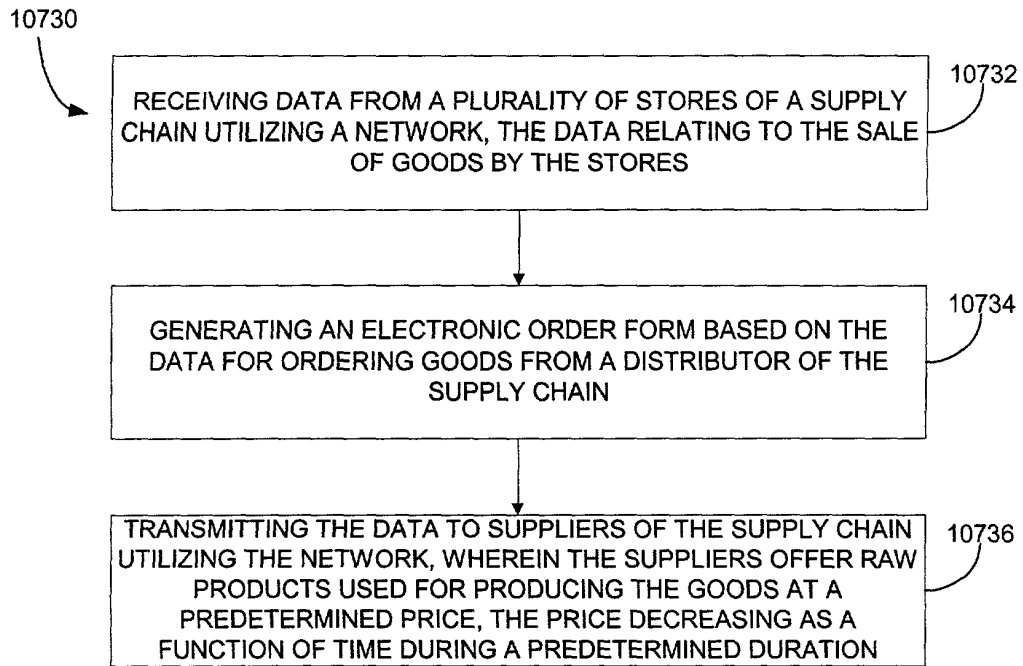 10730
10732
RECEIVING DATA FROM A PLURALITY OF STORES OF A SUPPLY
CHAIN UTILIZING A NETWORK, THE DATA RELATING TO THE SALE
OF GOODS BY THE STORES
10734
GENERATING AN ELECTRONIC ORDER FORM BASED ON THE
DATA FOR ORDERING GOODS FROM A DISTRIBUTOR OF THE
SUPPLY CHAIN
10736
TRANSMITTING THE DATA TO SUPPLIERS OF THE SUPPLY CHAIN
UTILIZING THE NETWORK, WHEREIN THE SUPPLIERS OFFER RAW
PRODUCTS USED FOR PRODUCING THE GOODS AT A
PREDETERMINED PRICE, THE PRICE DECREASING AS A
FUNCTION OF TIME DURING A PREDETERMINED DURATION